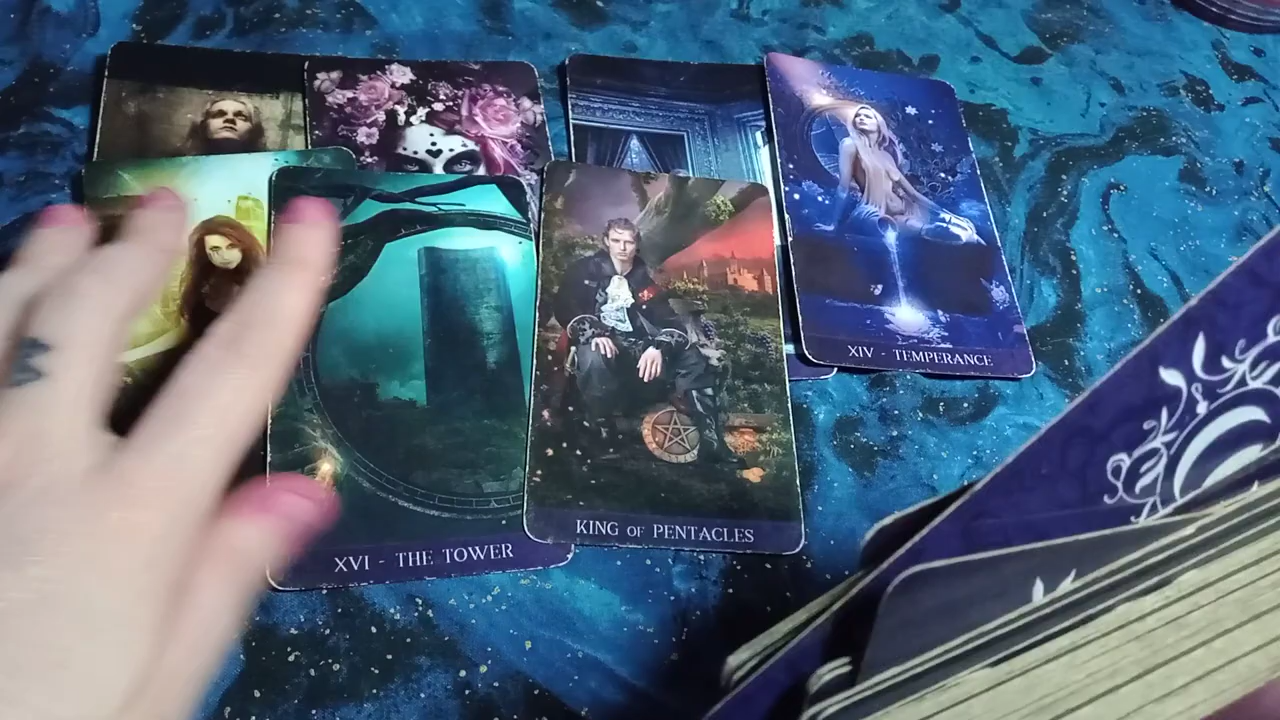 XIV - TEMPERANCE
KING OF PENTACLES
XVI - THE TOWER